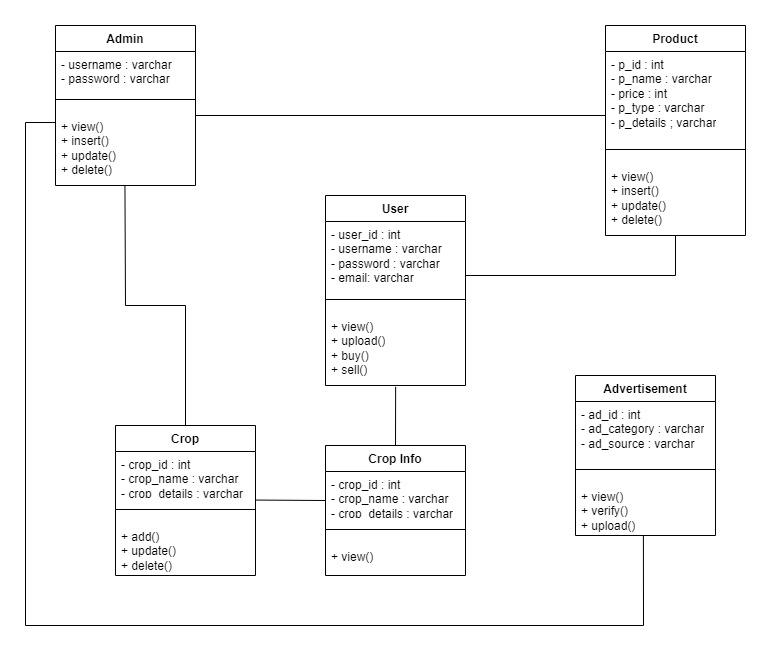 Admin
- username : varchar
- password : varchar
+ view()
+ insert()
+ update()
+ delete()
Product
- p_id : int
- p_name : varchar
- price : int
- p_type : varchar
- p_details ; varchar
+ view()
+ insert()
+ update()
+ delete()
User
- user_id : int
- username : varchar
- password : varchar
- email: varchar
+ view()
+ upload()
+ buy()
+ sell()
Advertisement
- ad_id : int
- ad_category : varchar
- ad_source : varchar
+ view()
+ verify()
+ upload()
Crop
- crop_id : int
- crop_name : varchar
- crop_details : varchar
+ add()
+ update()
+ delete()
Crop Info
- crop_id : int
- crop_name : varchar
- crop_details : varchar
+ view()